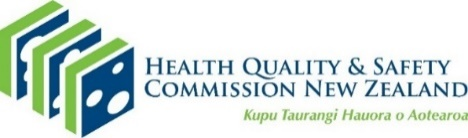 HEALTH QUALITY & SAFETY
COMMISSION NEW ZEALAND
Kupu Taurangi Hauora o Aotearoa